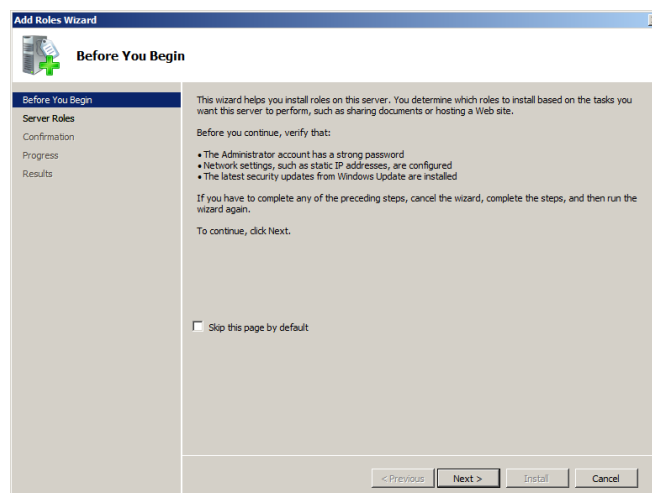 Add Roles Wizard
Before You Begin
Before You Begin
Server Roles
Confirmation
Progress
Results
This wizard helps you install roles on this server. You determine which roles to install based on the tasks you
want this server to perform, such as sharing documents or hosting a Web site.
Before you continue, verify that:
• The Administrator account has a strong password
• Network settings, such as static IP addresses, are configured
• The latest security updates from Windows Update are installed
If you have to complete any of the preceding steps, cancel the wizard, complete the steps, and then run the
wizard again.
To continue, click Next.
Skip this page by default
< Previous
Next >
Install
Cancel